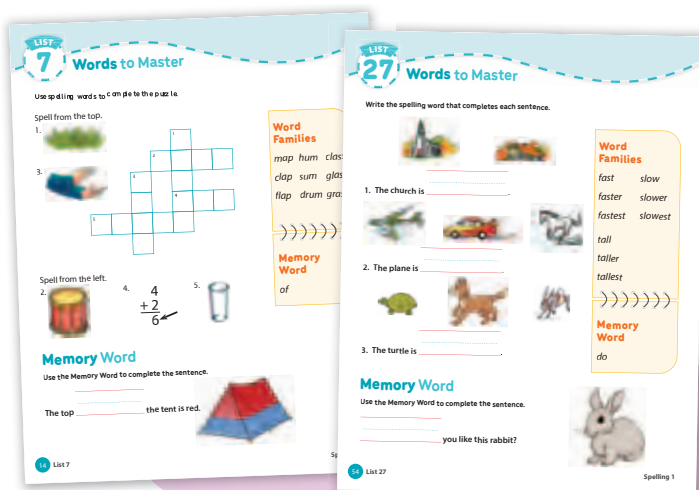 LIST
7
Words to Master
Use spelling words to complete the puzzle.
Spell from the top.
1.
3.
1
2
3
4
5
Word
Families
map hum
clap sum
flap drum
Memory
Word
of
Spell from the left.
2.
4.
4
+ 2
6
5.
Memory Word
Use the Memory Word to complete the sentence.
The top the tent is red.
14 List 7
LIST
27
Words to Master
Write the spelling word that completes each sentence.
1. The church is .
2. The plane is .
3. The turtle is .
Word
Families
fast slow
faster slower
fastest slowest
tall
taller
tallest
Memory
Word
do
Memory Word
Use the Memory Word to complete the sentence.
you like this rabbit?
54 List 27
Spelling 1